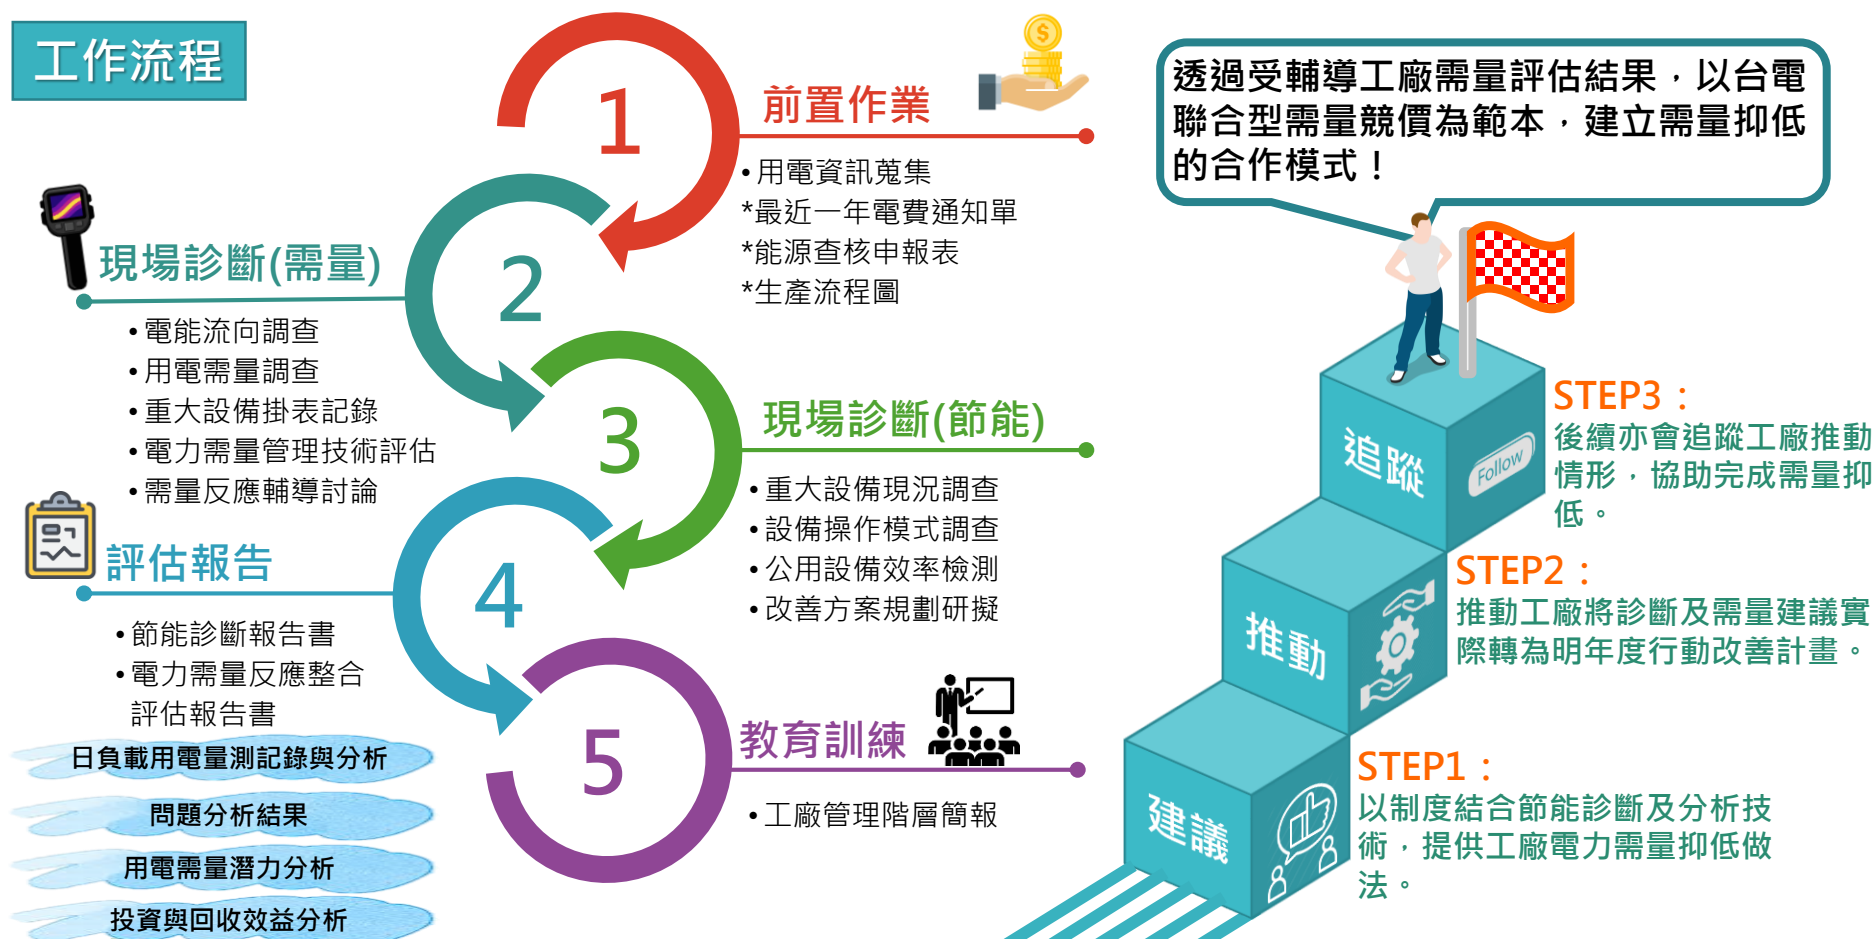 工作流程
1
前置作業
•用電資訊蒐集
*最近一年電費通知單
*能源查核申報表
*生產流程圖
2
現場診斷(需量)
•電能流向調查
•用電需量調查
•重大設備掛表記錄
•電力需量管理技術評估
•需量反應輔導討論
3
現場診斷(節能)
•重大設備現況調查
•設備操作模式調查
•公用設備效率檢測
•改善方案規劃研擬
4
評估報告
•節能診斷報告書
•電力需量反應整合
評估報告書
日負載用電量測記錄與分析
問題分析結果
用電需量潛力分析
投資與回收效益分析
5
教育訓練
•工廠管理階層簡報
透過受輔導工廠需量評估結果，以台電
聯合型需量競價為範本，建立需量抑低
的合作模式！
追蹤
Follow
STEP3：
後續亦會追蹤工廠推動
情形，協助完成需量抑
低。
推動
STEP2：
推動工廠將診斷及需量建議實
際轉為明年度行動改善計畫。
建議
STEP1：
以制度結合節能診斷及分析技
術，提供工廠電力需量抑低做
法。